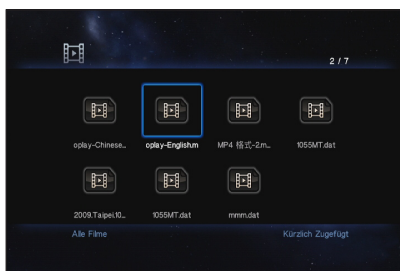 2 / 7
oplay-Chinese...
oplay-English.m
MP4 格式-2.m...
1055MT.dat
2009.Taipei.10...
1055MT.dat
mmm.dat
Alle Filme
Kürzlich Zugefügt